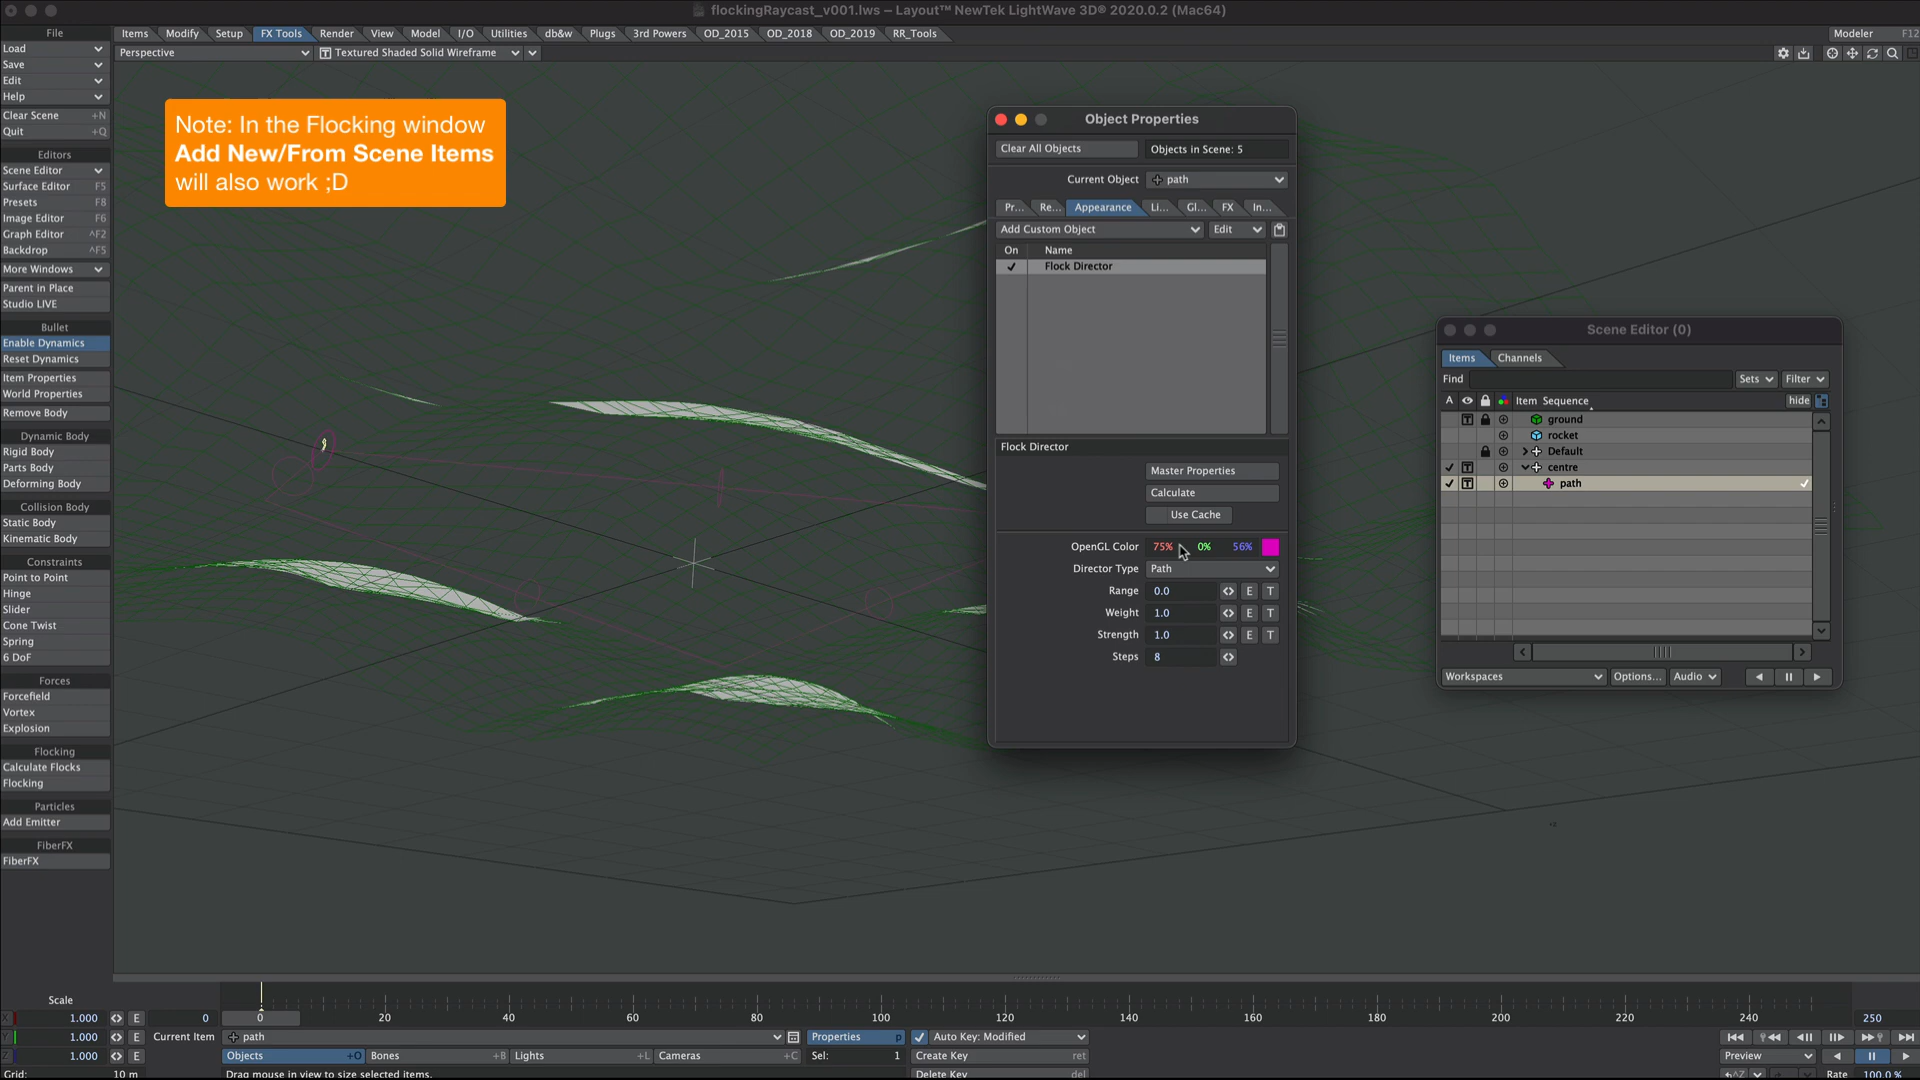 flockingRaycast_v001.lws – Layout™ NewTek LightWave 3D® 2020.0.2 (Mac64)
File
Items Modify Setup FX Tools Render View Model I/O Utilities db&w Plugs 3rd Powers OD_2015 OD_2018 OD_2019 RR_Tools
Modeler F12
Load
Save
Edit
Help
Clear Scene +N
Quit +Q
Editors
Scene Editor
Surface Editor F5
Presets F8
Image Editor F6
Graph Editor ^F2
Backdrop ^F5
More Windows
Parent in Place
Studio LIVE
Bullet
Enable Dynamics
Reset Dynamics
Item Properties
World Properties
Remove Body
Dynamic Body
Rigid Body
Parts Body
Deforming Body
Collision Body
Static Body
Kinematic Body
Constraints
Point to Point
Hinge
Slider
Cone Twist
Spring
6 DoF
Forces
Forcefield
Vortex
Explosion
Flocking
Calculate Flocks
Flocking
Particles
Add Emitter
FiberFX
FiberFX
Perspective
Textured Shaded Solid Wireframe
Note: In the Flocking window
Add New/From Scene Items
will also work ;D
Object Properties
Clear All Objects Objects in Scene: 5
Current Object path
Pr... Re... Appearance Li... Gl... FX In...
Add Custom Object Edit
On Name
Flock Director
Flock Director
Master Properties
Calculate
Use Cache
OpenGL Color 75% 0% 56%
Director Type Path
Range 0.0 E T
Weight 1.0 E T
Strength 1.0 E T
Steps 8
Scene Editor (0)
Items Channels
Find Sets Filter
A Item Sequence hide
ground
rocket
Default
centre
path
Workspaces Options... Audio
Scale
X 1.000 E 0
Y 1.000 E
Z 1.000 E
Grid: 10 m
0 20 40 60 80 100 120 140 160 180 200 220 240 250
Current Item path Properties p Auto Key: Modified
Objects +O Bones +B Lights +L Cameras +C Sel: 1 Create Key ret
Drag mouse in view to size selected items. Delete Key del
Preview
^Z Rate 100.0 %